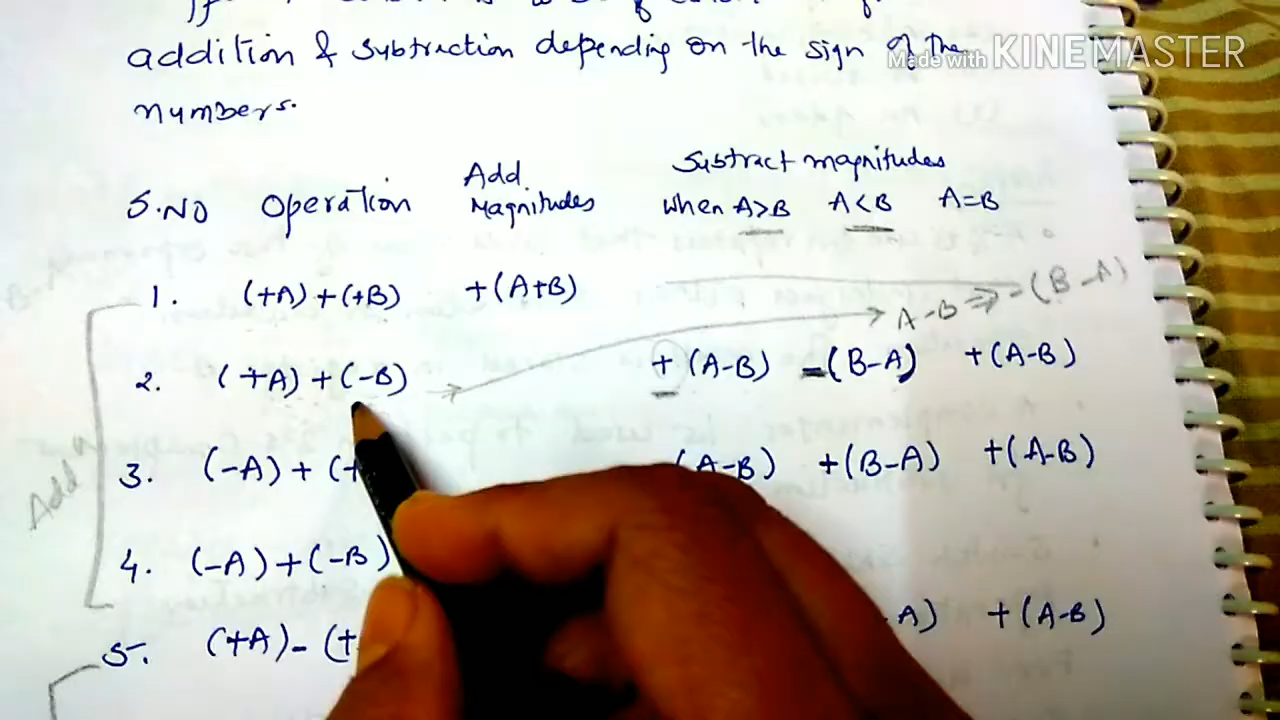 addition & subtraction depending on the sign of the
numbers.
Made with KINEMASTER
S.NO Operation Add Magnitudes Subtract magnitudes when A>B A<B A=B
1. (+A)+(+B) +(A+B)
A-B ⇒ -(B-A)
2. (+A)+(-B) +(A-B) -(B-A) +(A-B)
3. (-A)+(+ (A-B) +(B-A) +(A-B)
4. (-A)+(-B)
5. (+A)-(+ A) +(A-B)
Add